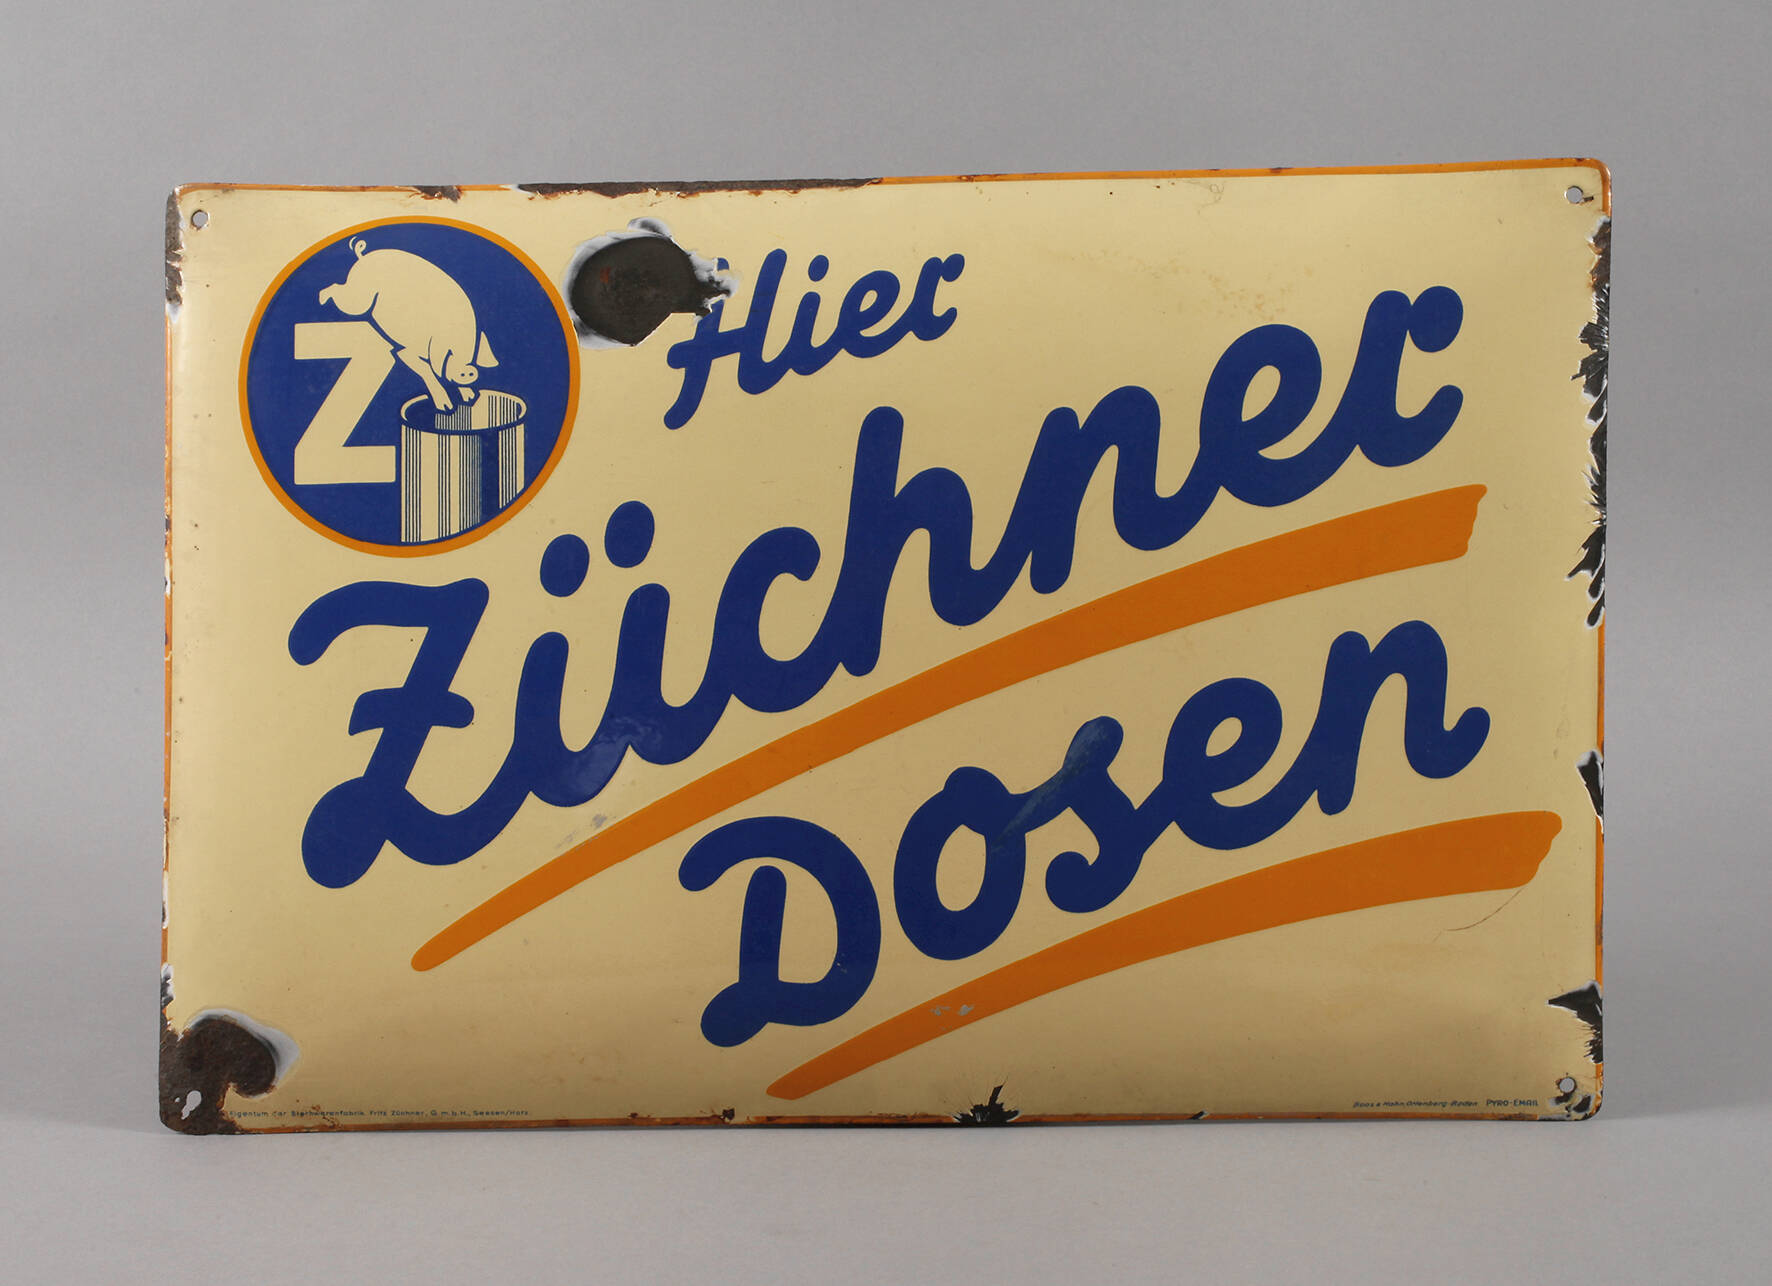 Z
Hier
Züchner
Dosen
Eigentum der Blechwarenfabrik Fritz Züchner, G.m.b.H., Seesen/Harz.
Boos & Hahn, Ortenberg-Baden PYRO-EMAIL